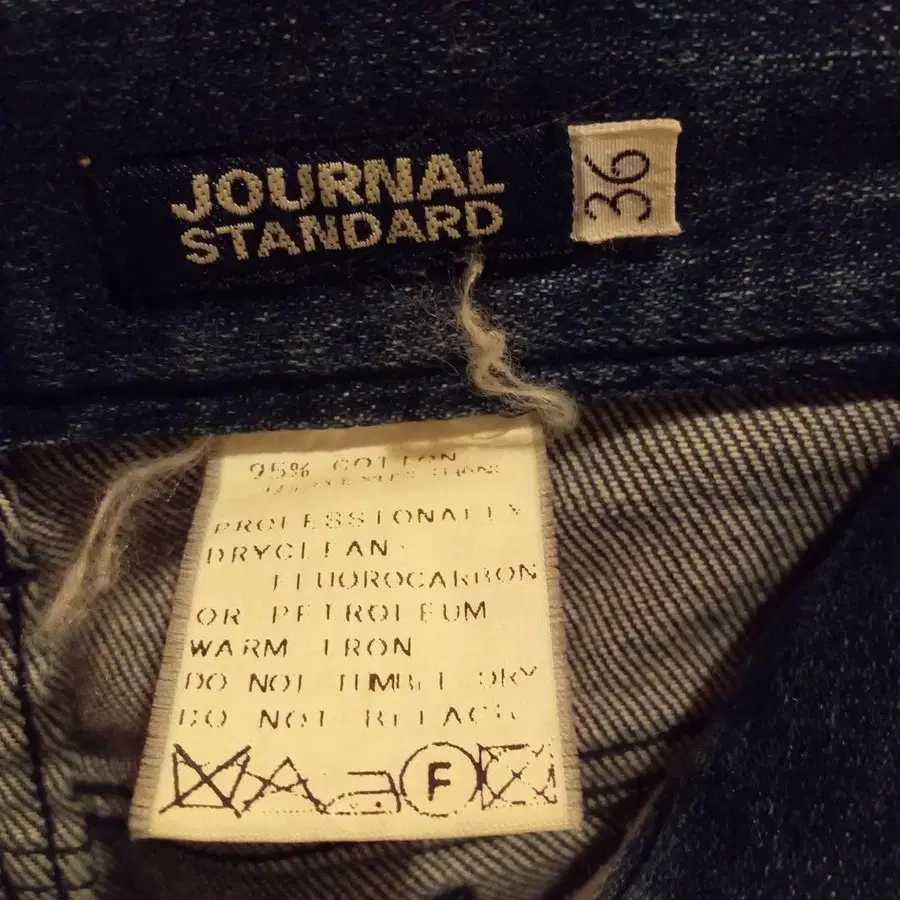 JOURNAL
STANDARD
36
95% COTTON
PROFESSIONALLY
DRYCLEAN
FLUOROCARBON
OR PETROLEUM
WARM IRON
DO NOT TUMBLE DRY
DO NOT BLEACH
F